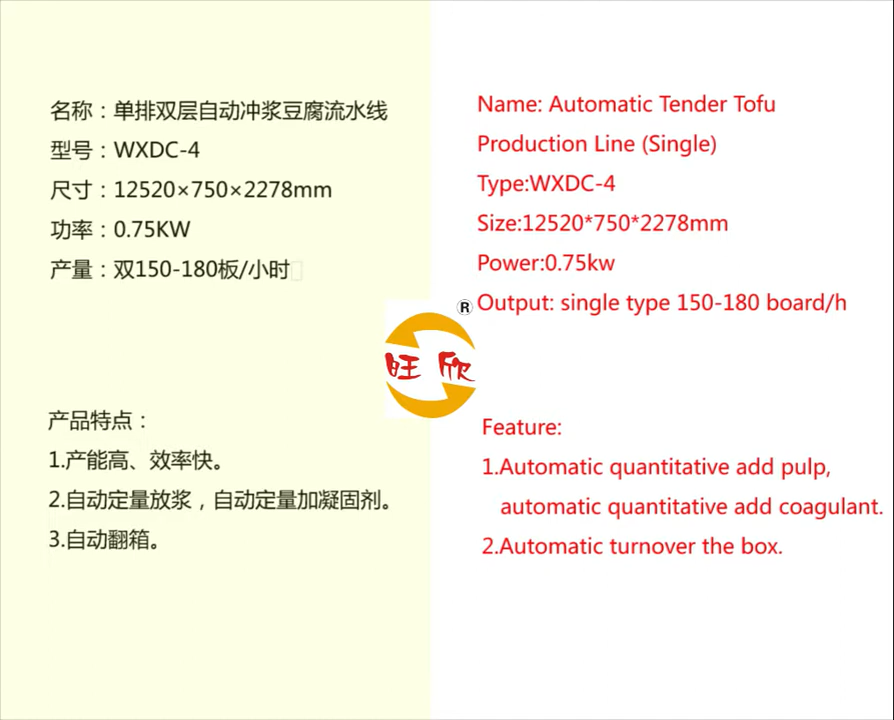 名称：单排双层自动冲浆豆腐流水线
型号：WXDC-4
尺寸：12520×750×2278mm
功率：0.75KW
产量：双150-180板/小时
产品特点：
1.产能高、效率快。
2.自动定量放浆，自动定量加凝固剂。
3.自动翻箱。
®
旺欣
Name: Automatic Tender Tofu
Production Line (Single)
Type:WXDC-4
Size:12520*750*2278mm
Power:0.75kw
Output: single type 150-180 board/h
Feature:
1.Automatic quantitative add pulp,
automatic quantitative add coagulant.
2.Automatic turnover the box.